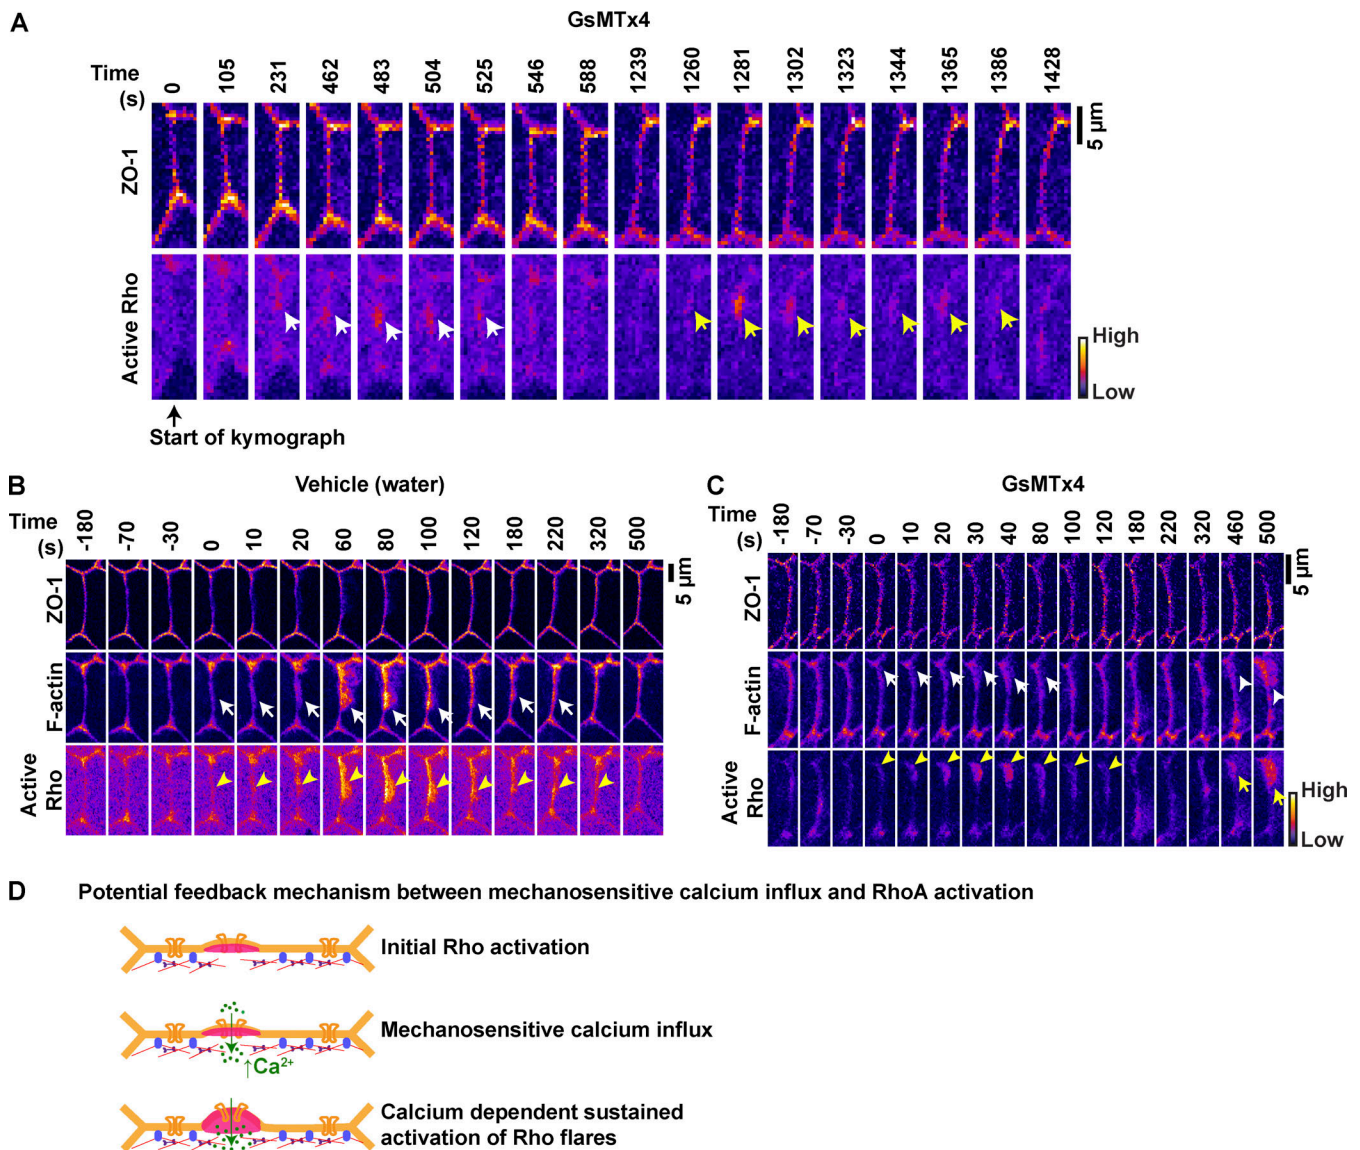 A
GsMTx4
Time (s) 0 105 231 462 483 504 525 546 588 1239 1260 1281 1302 1323 1344 1365 1386 1428
ZO-1
5 µm
Active Rho
High
Low
Start of kymograph
B
Vehicle (water)
Time (s) -180 -70 -30 0 10 20 60 80 100 120 180 220 320 500
ZO-1
5 µm
F-actin
Active Rho
C
GsMTx4
Time (s) -180 -70 -30 0 10 20 30 40 80 100 120 180 220 320 460 500
ZO-1
5 µm
F-actin
Active Rho
High
Low
D
Potential feedback mechanism between mechanosensitive calcium influx and RhoA activation
Initial Rho activation
Mechanosensitive calcium influx
↑Ca²⁺
Calcium dependent sustained
activation of Rho flares